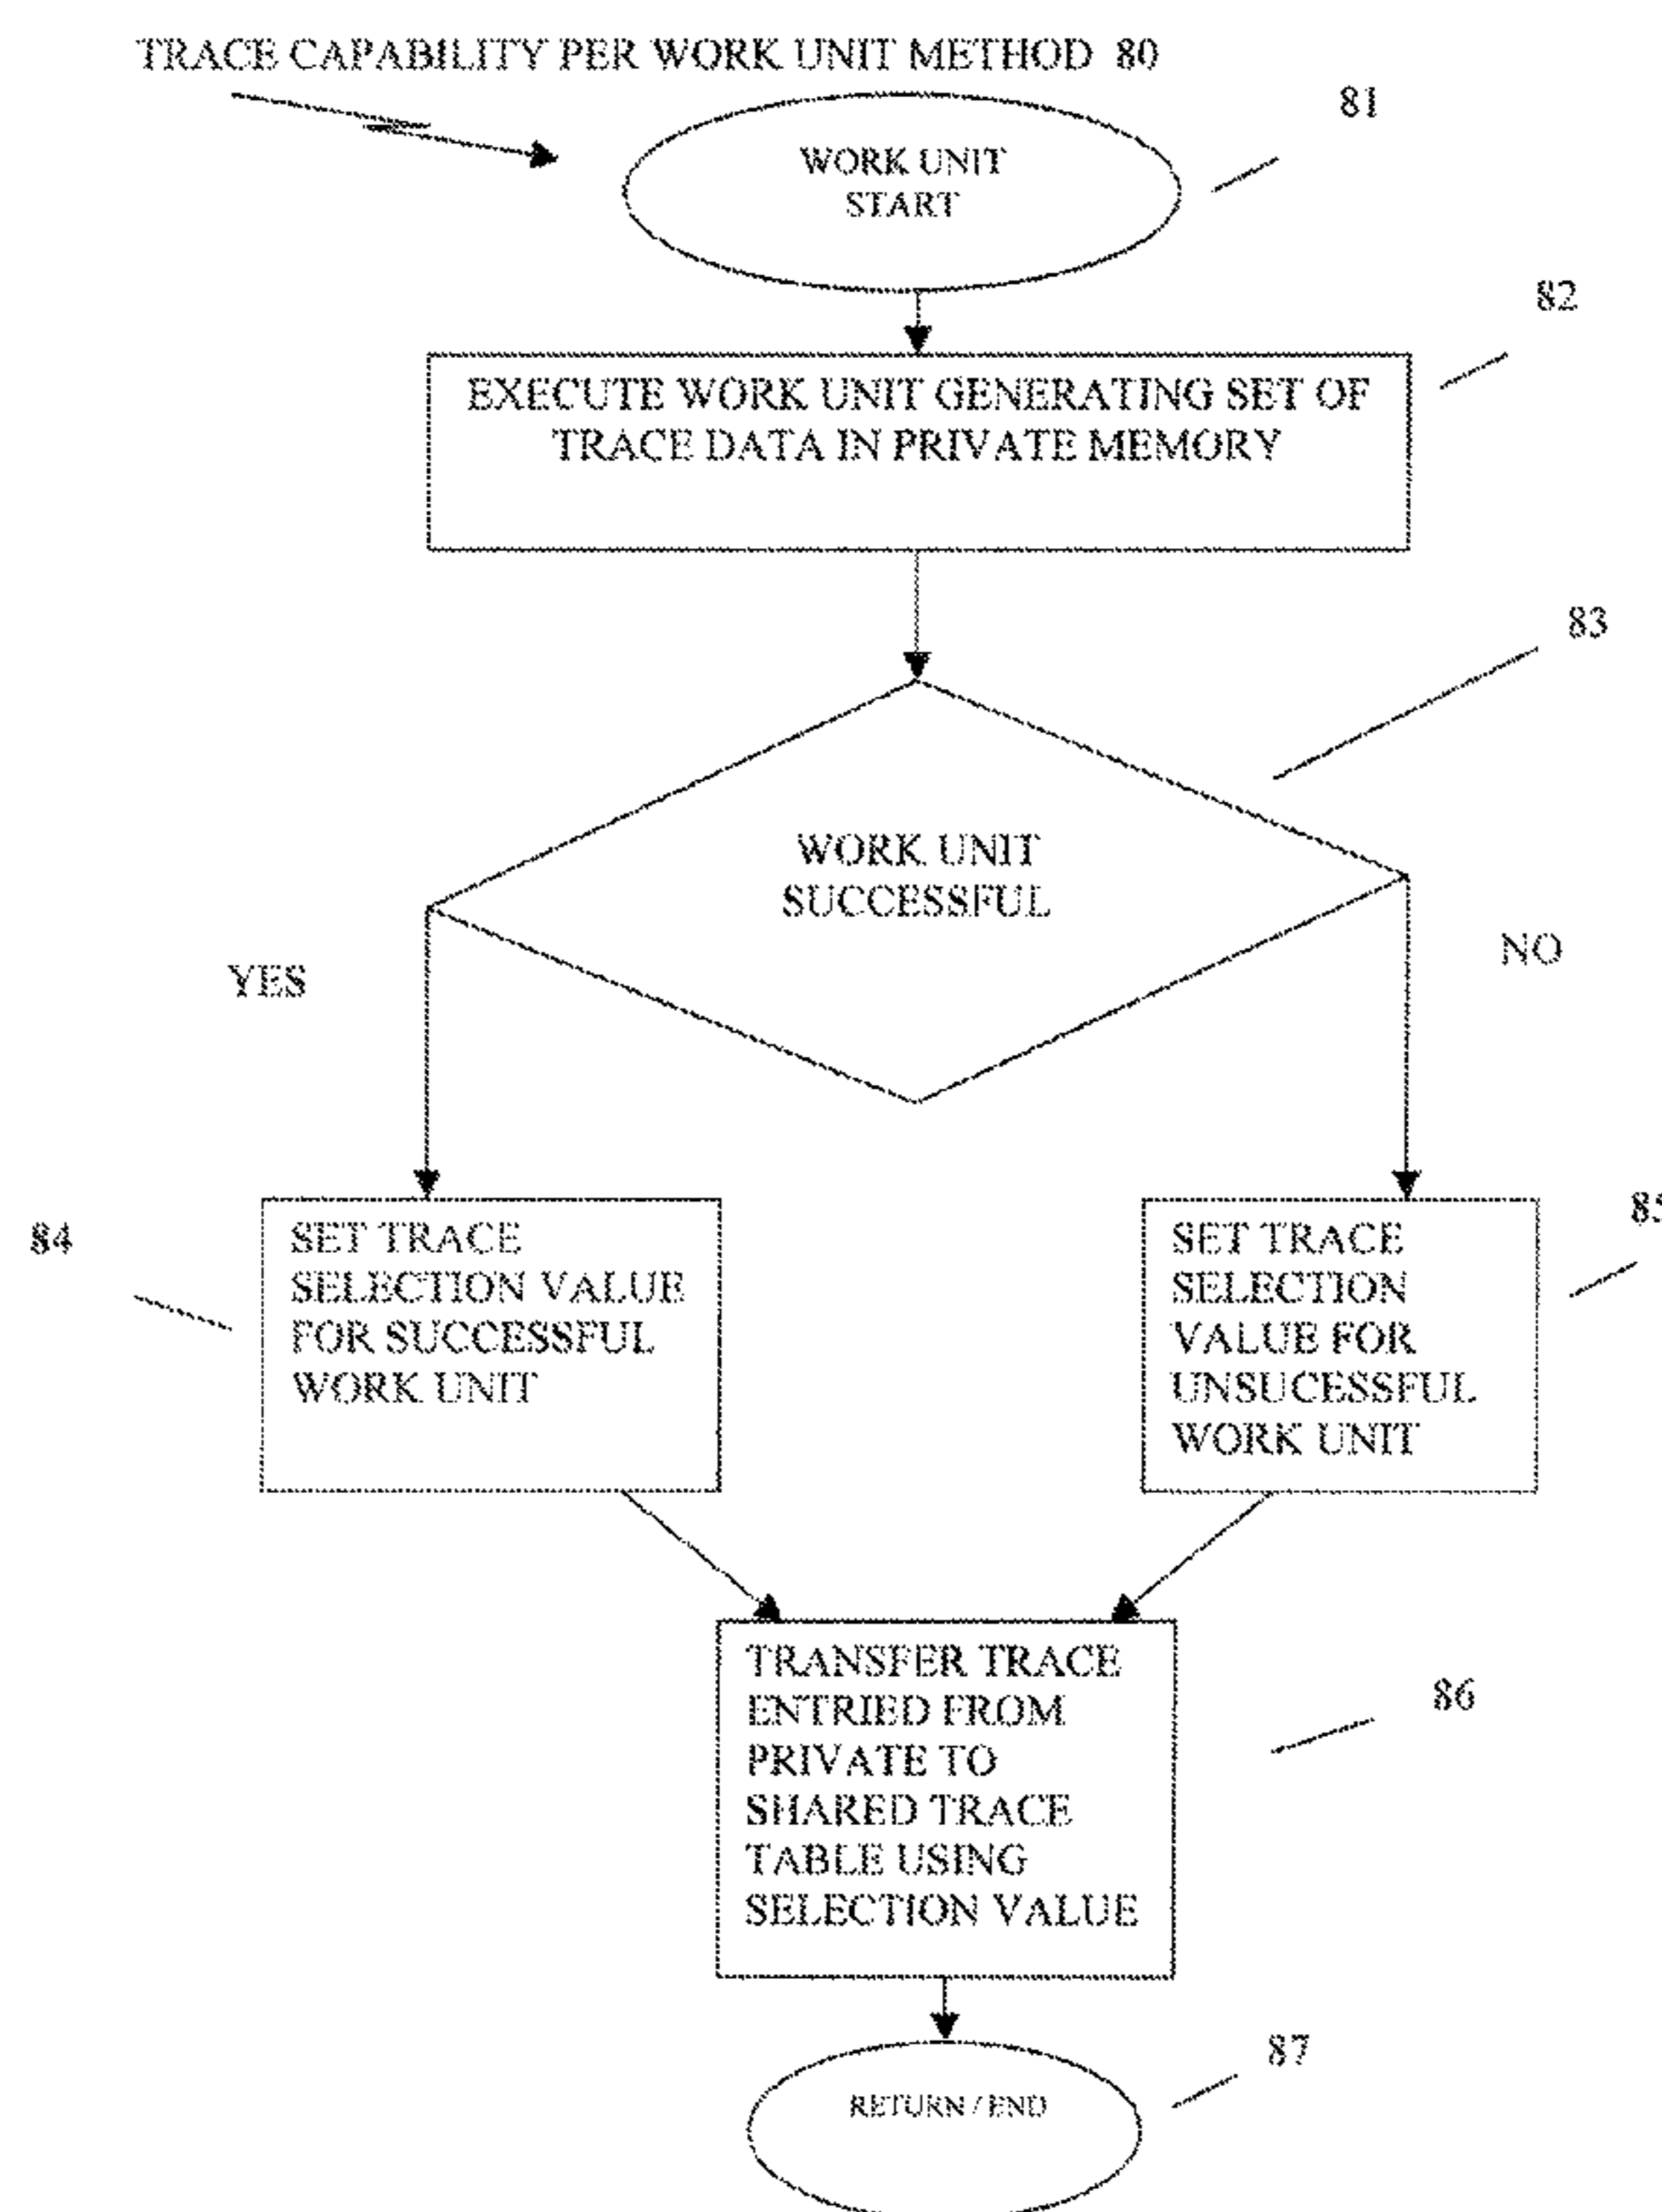 TRACE CAPABILITY PER WORK UNIT METHOD 80
81
WORK UNIT
START
82
EXECUTE WORK UNIT GENERATING SET OF
TRACE DATA IN PRIVATE MEMORY
83
WORK UNIT
SUCCESSFUL
YES
NO
84
SET TRACE
SELECTION VALUE
FOR SUCCESSFUL
WORK UNIT
85
SET TRACE
SELECTION
VALUE FOR
UNSUCESSFUL
WORK UNIT
TRANSFER TRACE
ENTRIED FROM
PRIVATE TO
SHARED TRACE
TABLE USING
SELECTION VALUE
86
87
RETURN / END